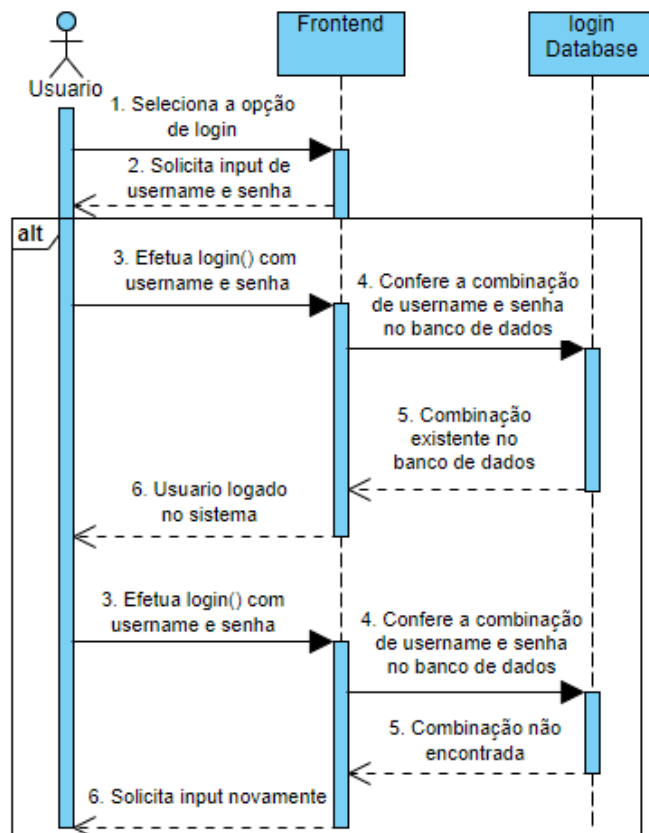 Frontend
login
Database
Usuario
1. Seleciona a opção
de login
2. Solicita input de
username e senha
alt
3. Efetua login() com
username e senha
4. Confere a combinação
de username e senha
no banco de dados
5. Combinação
existente no
banco de dados
6. Usuario logado
no sistema
3. Efetua login() com
username e senha
4. Confere a combinação
de username e senha
no banco de dados
5. Combinação não
encontrada
6. Solicita input novamente